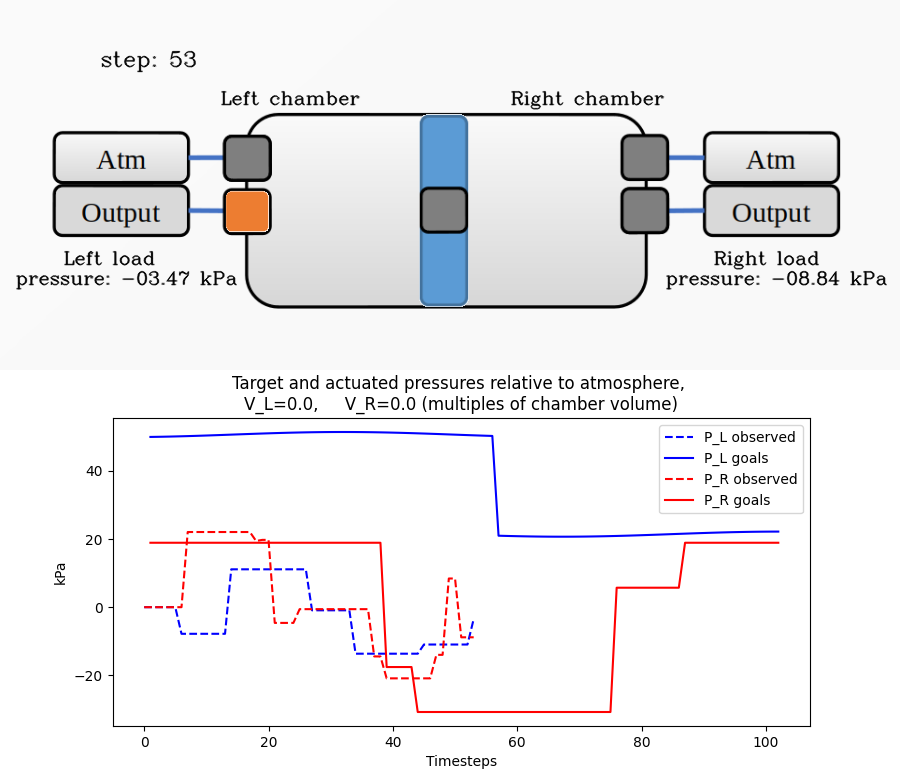 step: 53
Left chamber
Right chamber
Atm
Atm
Output
Output
Left load
pressure: -03.47 kPa
Right load
pressure: -08.84 kPa
Target and actuated pressures relative to atmosphere,
V_L=0.0, V_R=0.0 (multiples of chamber volume)
P_L observed
P_L goals
P_R observed
P_R goals
kPa
40
20
0
−20
0 20 40 60 80 100
Timesteps